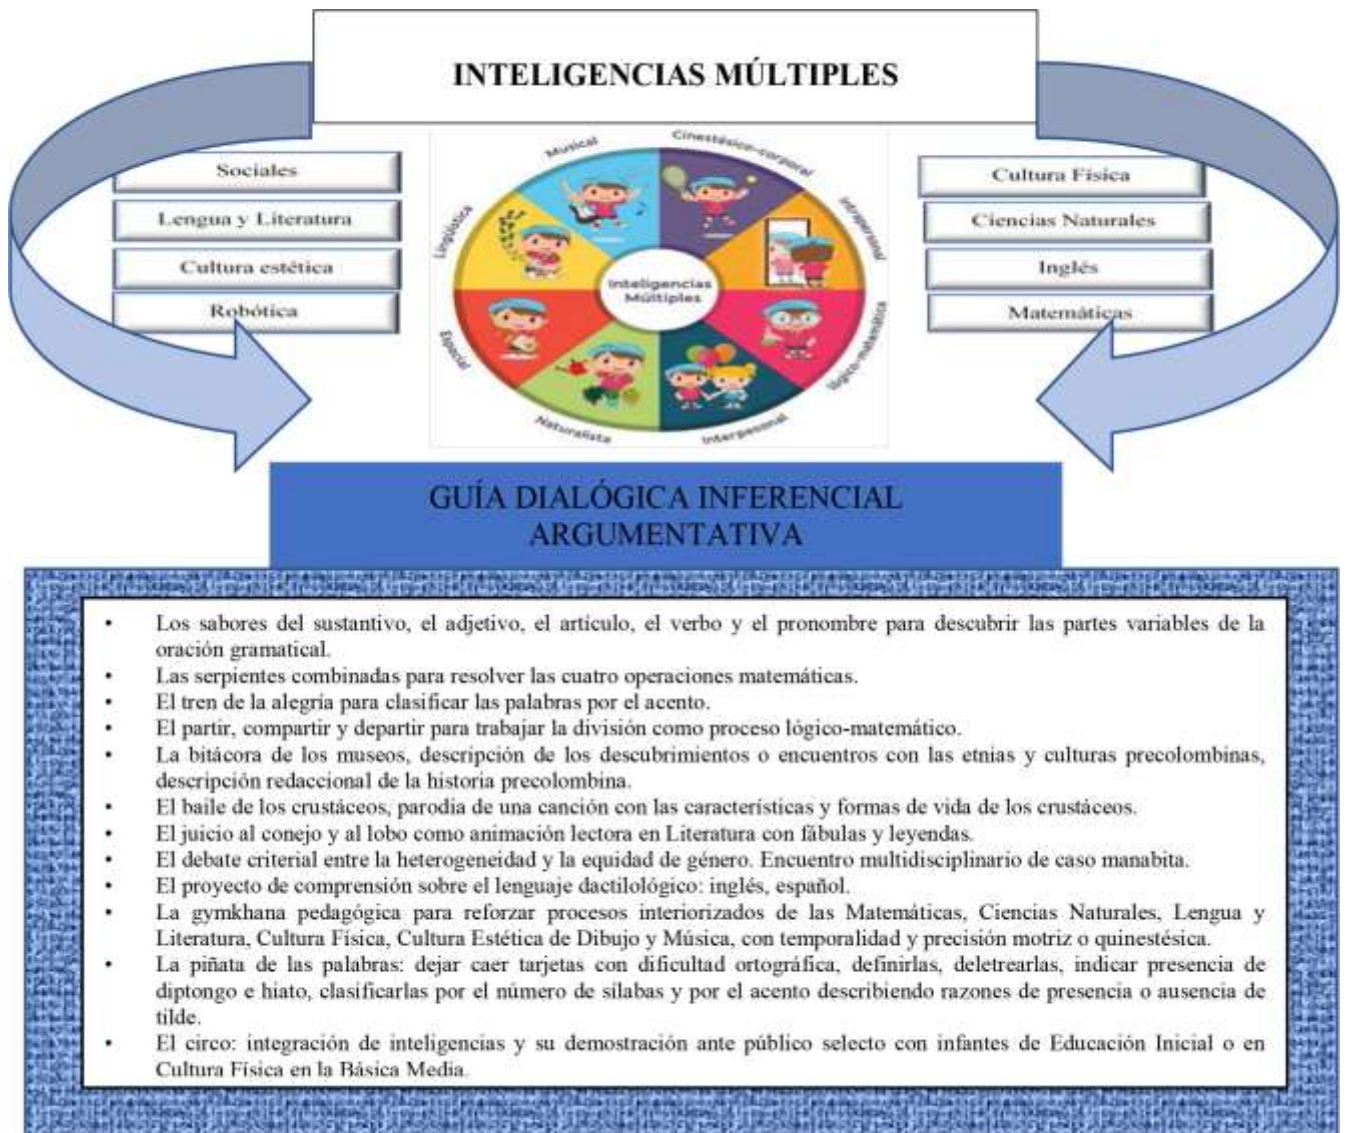 INTELIGENCIAS MÚLTIPLES
Sociales
Lengua y Literatura
Cultura estética
Robótica
Musical
Cinestésico-corporal
Intrapersonal
lógico-matemática
Interpesonal
Naturalista
Espacial
Lingüística
Inteligencias
Múltiples
Cultura Física
Ciencias Naturales
Inglés
Matemáticas
GUÍA DIALÓGICA INFERENCIAL
ARGUMENTATIVA
• Los sabores del sustantivo, el adjetivo, el artículo, el verbo y el pronombre para descubrir las partes variables de la
oración gramatical.
• Las serpientes combinadas para resolver las cuatro operaciones matemáticas.
• El tren de la alegría para clasificar las palabras por el acento.
• El partir, compartir y departir para trabajar la división como proceso lógico-matemático.
• La bitácora de los museos, descripción de los descubrimientos o encuentros con las etnias y culturas precolombinas,
descripción redaccional de la historia precolombina.
• El baile de los crustáceos, parodia de una canción con las características y formas de vida de los crustáceos.
• El juicio al conejo y al lobo como animación lectora en Literatura con fábulas y leyendas.
• El debate criterial entre la heterogeneidad y la equidad de género. Encuentro multidisciplinario de caso manabita.
• El proyecto de comprensión sobre el lenguaje dactilológico: inglés, español.
• La gymkhana pedagógica para reforzar procesos interiorizados de las Matemáticas, Ciencias Naturales, Lengua y
Literatura, Cultura Física, Cultura Estética de Dibujo y Música, con temporalidad y precisión motriz o quinestésica.
• La piñata de las palabras: dejar caer tarjetas con dificultad ortográfica, definirlas, deletrearlas, indicar presencia de
diptongo e hiato, clasificarlas por el número de sílabas y por el acento describiendo razones de presencia o ausencia de
tilde.
• El circo: integración de inteligencias y su demostración ante público selecto con infantes de Educación Inicial o en
Cultura Física en la Básica Media.